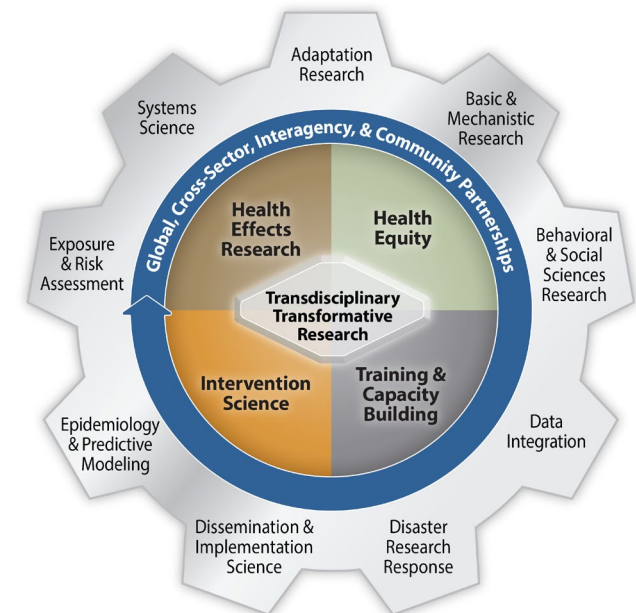 Adaptation
Research
Basic &
Mechanistic
Research
Behavioral
& Social
Sciences
Research
Data
Integration
Disaster
Research
Response
Dissemination &
Implementation
Science
Epidemiology
& Predictive
Modeling
Exposure
& Risk
Assessment
Systems
Science
Global, Cross-Sector, Interagency, & Community Partnerships
Health
Effects
Research
Health
Equity
Transdisciplinary
Transformative
Research
Intervention
Science
Training &
Capacity
Building